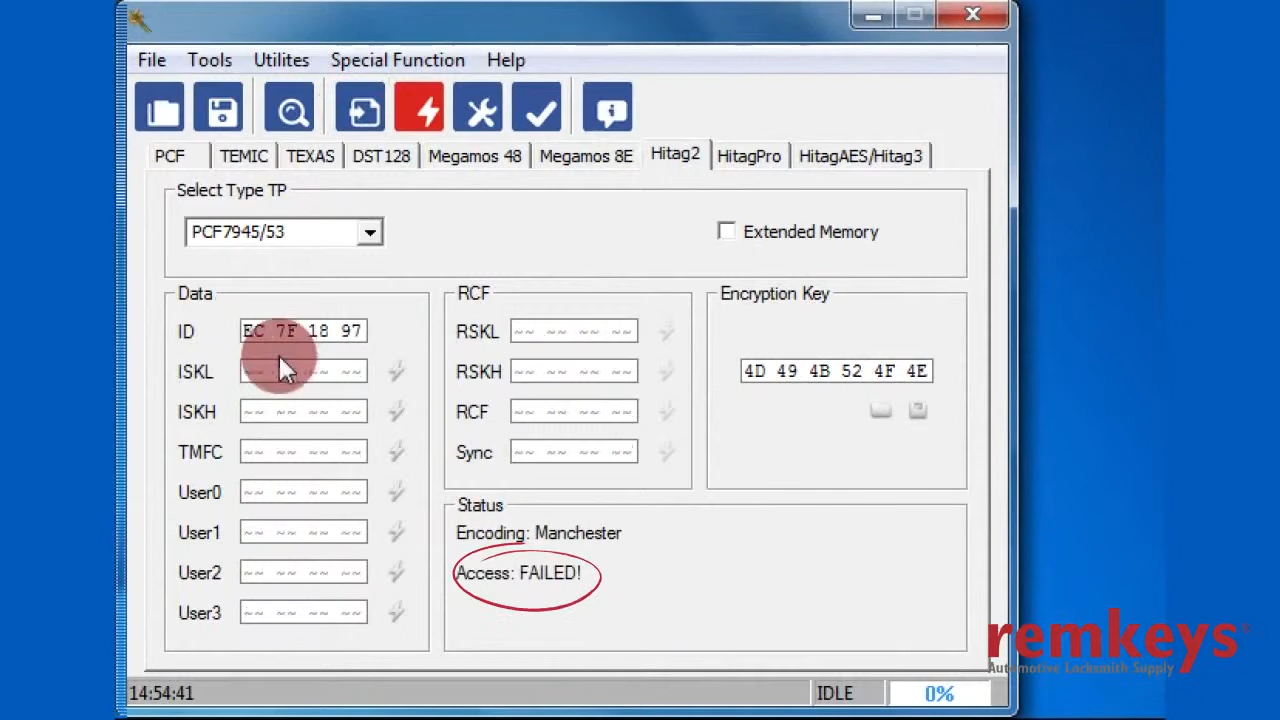 File Tools Utilites Special Function Help
PCF TEMIC TEXAS DST128 Megamos 48 Megamos 8E Hitag2 HitagPro HitagAES/Hitag3
Select Type TP
PCF7945/53
Extended Memory
Data
ID EC 7F 18 97
ISKL ~~ ~~ ~~ ~~
ISKH ~~ ~~ ~~ ~~
TMFC ~~ ~~ ~~ ~~
User0 ~~ ~~ ~~ ~~
User1 ~~ ~~ ~~ ~~
User2 ~~ ~~ ~~ ~~
User3 ~~ ~~ ~~ ~~
RCF
RSKL ~~ ~~ ~~ ~~
RSKH ~~ ~~ ~~ ~~
RCF ~~ ~~ ~~ ~~
Sync ~~ ~~ ~~ ~~
Encryption Key
4D 49 4B 52 4F 4E
Status
Encoding: Manchester
Access: FAILED!
remkeys
Automotive Locksmith Supply
14:54:41 IDLE 0%